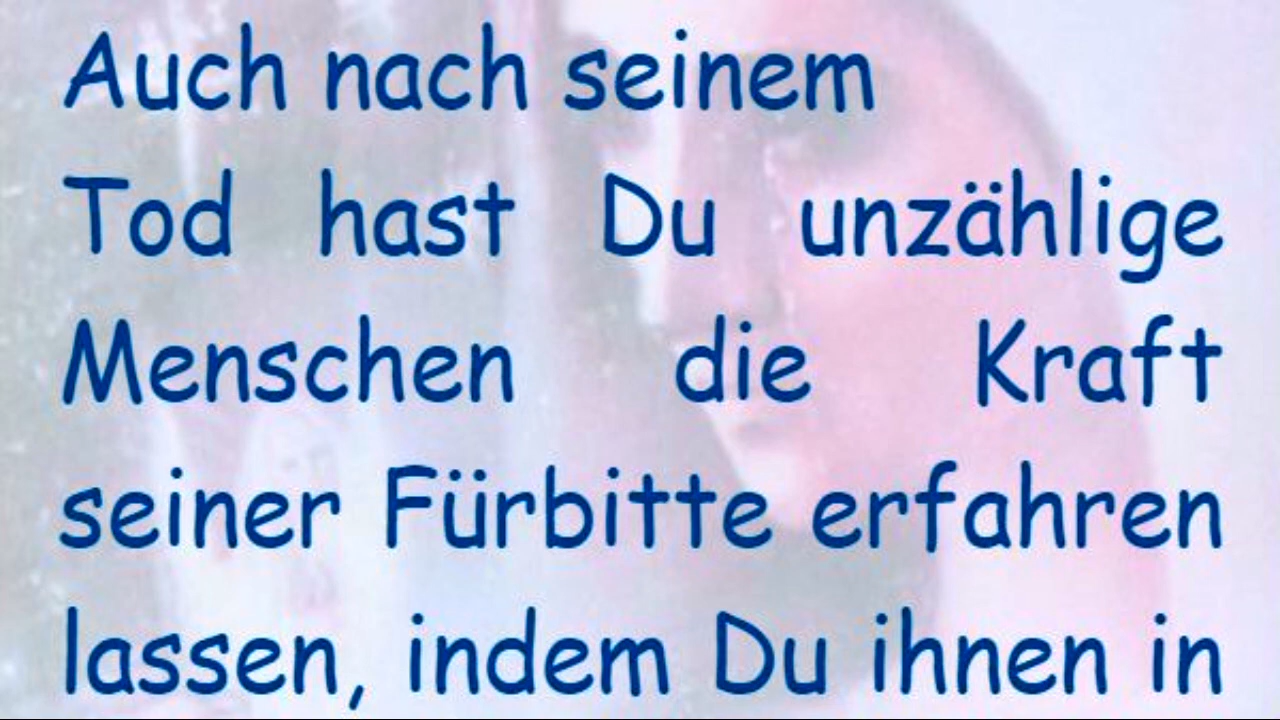 Auch nach seinem
Tod hast Du unzählige
Menschen die Kraft
seiner Fürbitte erfahren
lassen, indem Du ihnen in